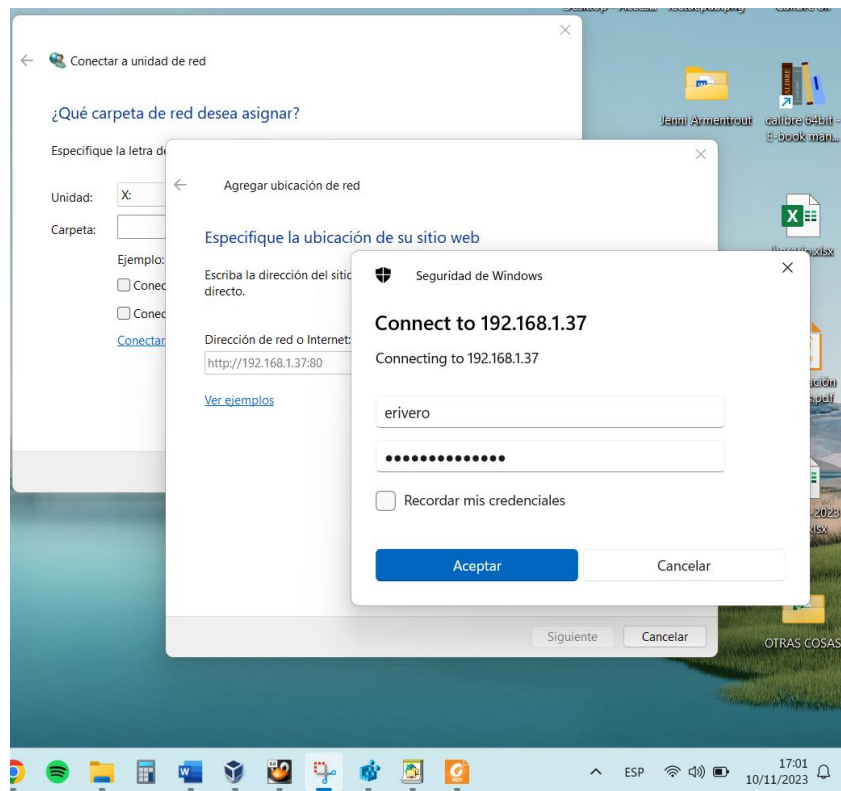 Conectar a unidad de red
¿Qué carpeta de red desea asignar?
Especifique la letra de
Unidad:
X:
Carpeta:
Ejemplo:
Conec
Conec
Conectar
Agregar ubicación de red
Especifique la ubicación de su sitio web
Escriba la dirección del sitio
directo.
Dirección de red o Internet:
http://192.168.1.37:80
Ver ejemplos
Siguiente
Cancelar
Seguridad de Windows
Connect to 192.168.1.37
Connecting to 192.168.1.37
erivero
Recordar mis credenciales
Aceptar
Cancelar
Jenni Armentrout
calibre 64bit -
E-book man...
ación
2023
OTRAS COSAS
ESP
17:01
10/11/2023